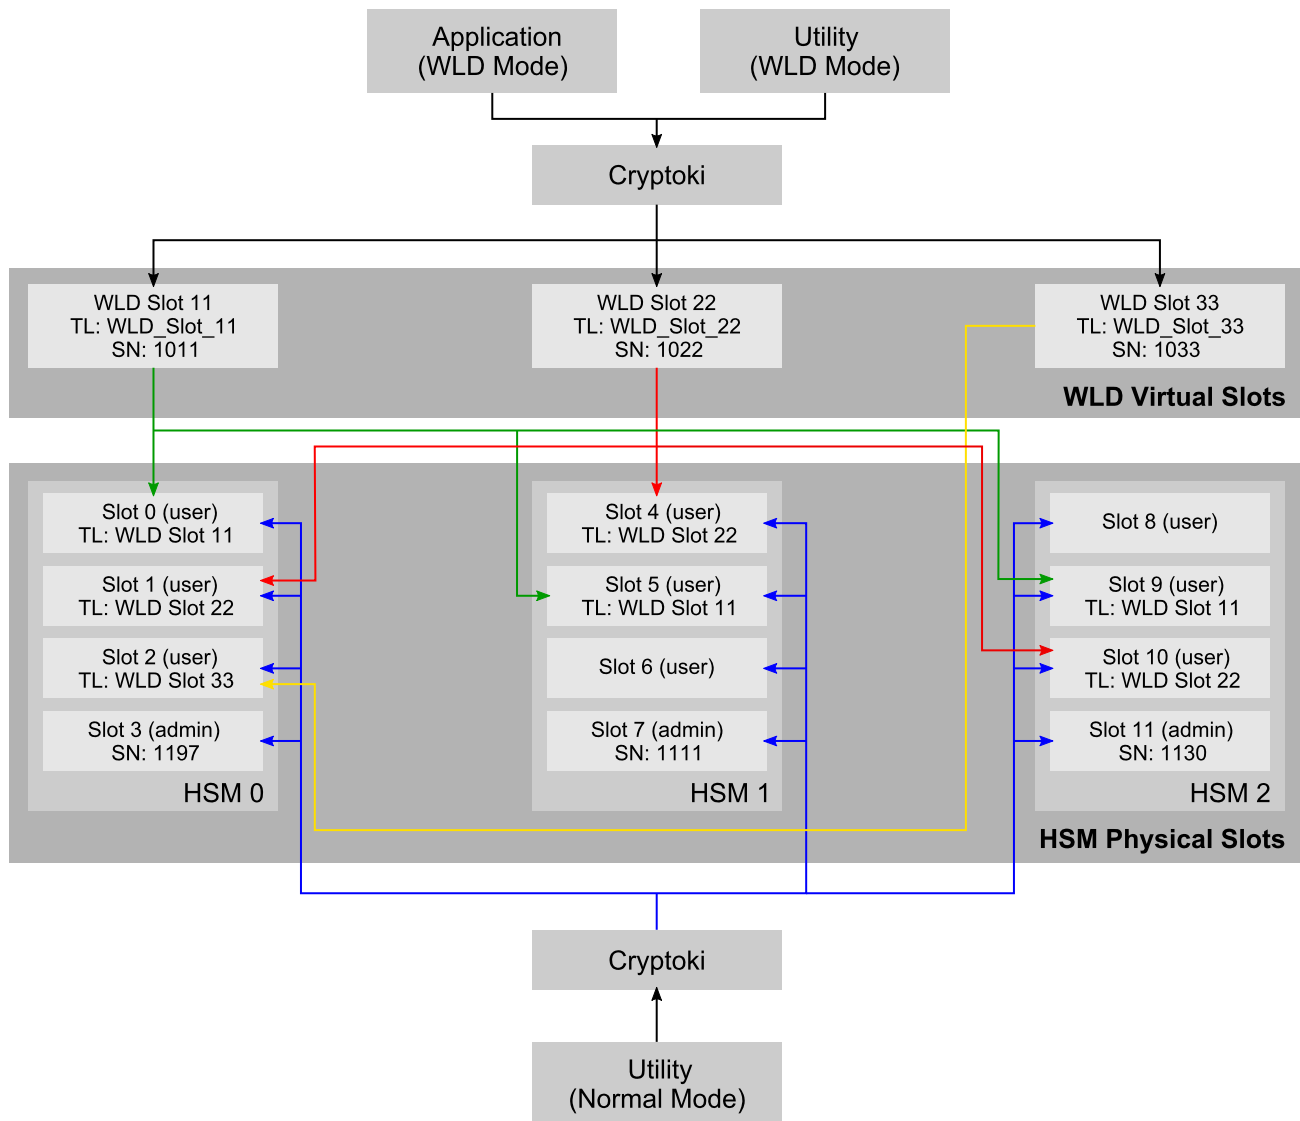 Application
(WLD Mode)
Utility
(WLD Mode)
Cryptoki
WLD Slot 11
TL: WLD_Slot_11
SN: 1011
WLD Slot 22
TL: WLD_Slot_22
SN: 1022
WLD Slot 33
TL: WLD_Slot_33
SN: 1033
WLD Virtual Slots
Slot 0 (user)
TL: WLD Slot 11
Slot 1 (user)
TL: WLD Slot 22
Slot 2 (user)
TL: WLD Slot 33
Slot 3 (admin)
SN: 1197
HSM 0
Slot 4 (user)
TL: WLD Slot 22
Slot 5 (user)
TL: WLD Slot 11
Slot 6 (user)
Slot 7 (admin)
SN: 1111
HSM 1
Slot 8 (user)
Slot 9 (user)
TL: WLD Slot 11
Slot 10 (user)
TL: WLD Slot 22
Slot 11 (admin)
SN: 1130
HSM 2
HSM Physical Slots
Cryptoki
Utility
(Normal Mode)